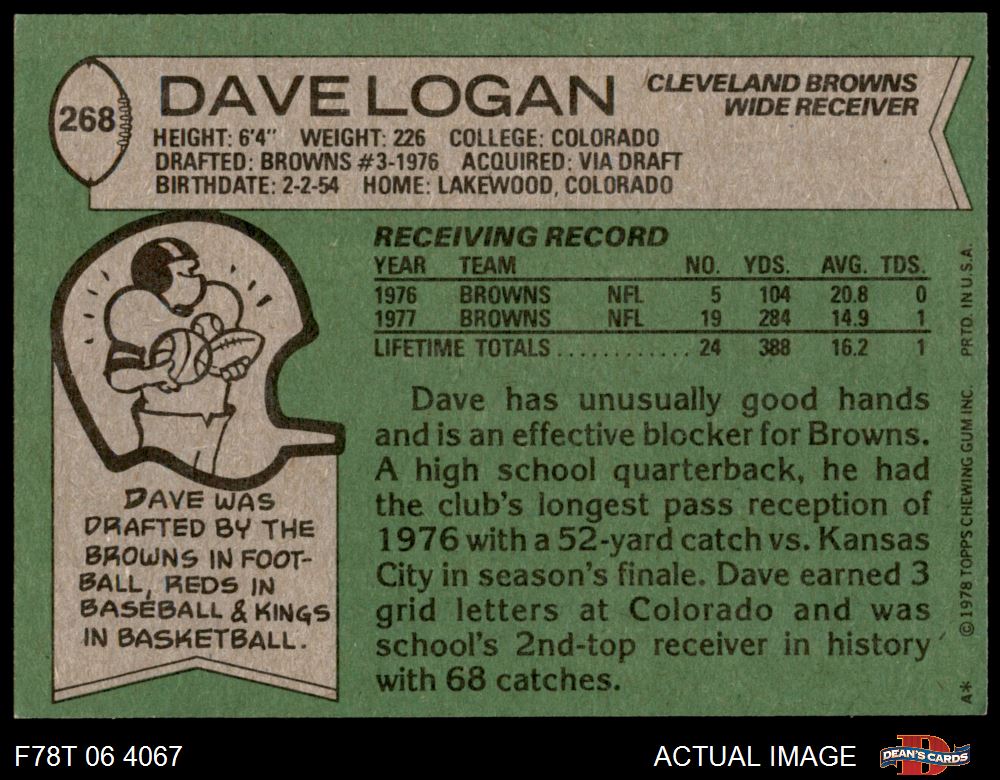 268
DAVE LOGAN
CLEVELAND BROWNS
WIDE RECEIVER
HEIGHT: 6'4" WEIGHT: 226 COLLEGE: COLORADO
DRAFTED: BROWNS #3-1976 ACQUIRED: VIA DRAFT
BIRTHDATE: 2-2-54 HOME: LAKEWOOD, COLORADO
RECEIVING RECORD
YEAR TEAM NO. YDS. AVG. TDS.
1976 BROWNS NFL 5 104 20.8 0
1977 BROWNS NFL 19 284 14.9 1
LIFETIME TOTALS ............ 24 388 16.2 1
Dave has unusually good hands
and is an effective blocker for Browns.
A high school quarterback, he had
the club's longest pass reception of
1976 with a 52-yard catch vs. Kansas
City in season's finale. Dave earned 3
grid letters at Colorado and was
school's 2nd-top receiver in history
with 68 catches.
DAVE WAS
DRAFTED BY THE
BROWNS IN FOOT-
BALL, REDS IN
BASEBALL & KINGS
IN BASKETBALL.
A* © 1978 TOPPS CHEWING GUM INC. PRTD. IN U.S.A.
F78T 06 4067
ACTUAL IMAGE
DEAN'S CARDS